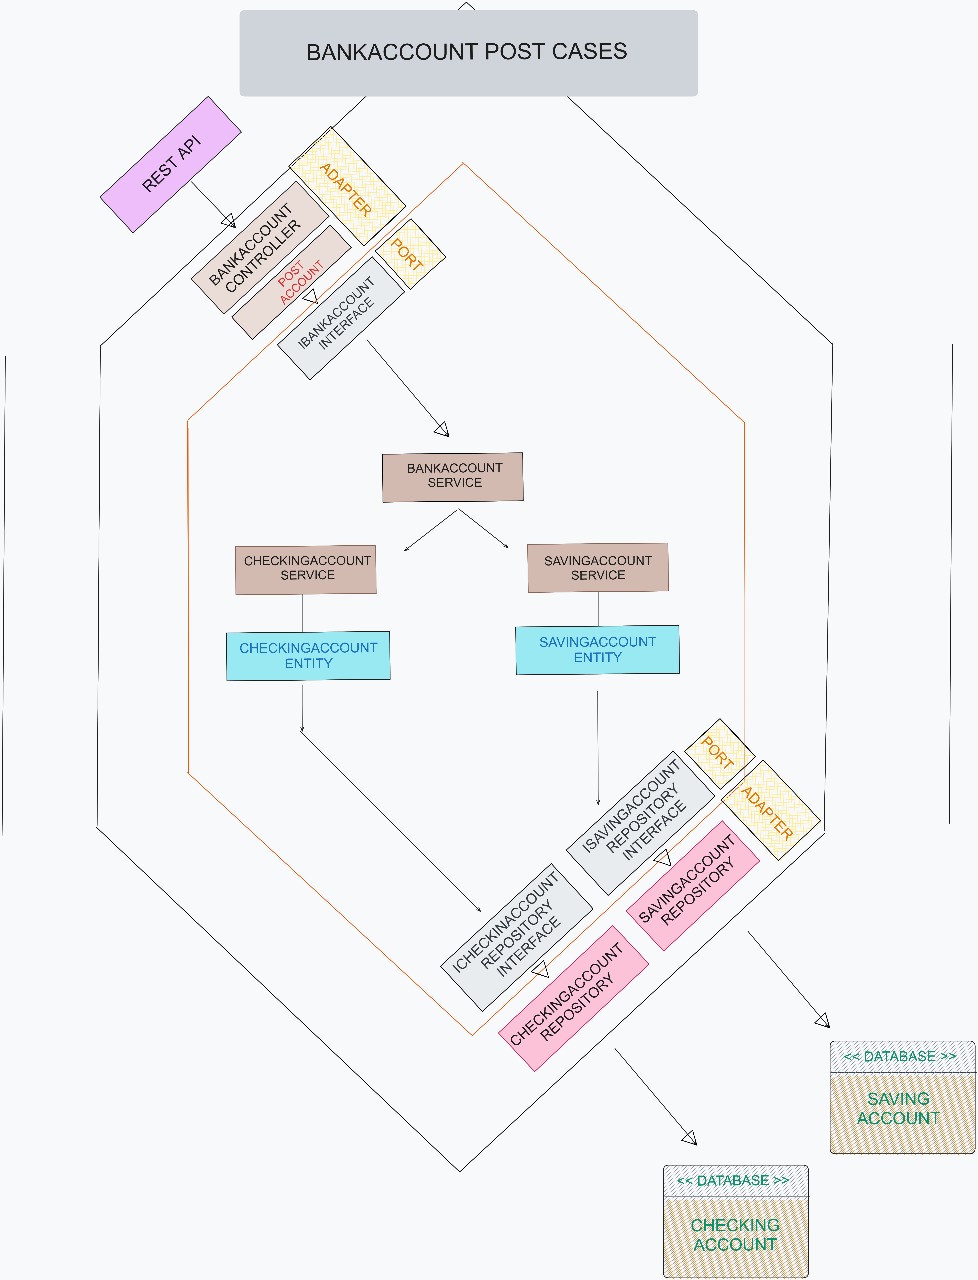 BANKACCOUNT POST CASES
REST API
ADAPTER
BANKACCOUNT
CONTROLLER
PORT
POST
ACCOUNT
IBANKACCOUNT
INTERFACE
BANKACCOUNT
SERVICE
CHECKINGACCOUNT
SERVICE
SAVINGACCOUNT
SERVICE
CHECKINGACCOUNT
ENTITY
SAVINGACCOUNT
ENTITY
PORT
ADAPTER
ISAVINGACCOUNT
REPOSITORY
INTERFACE
SAVINGACCOUNT
REPOSITORY
ICHECKINACCOUNT
REPOSITORY
INTERFACE
CHECKINGACCOUNT
REPOSITORY
<< DATABASE >>
SAVING
ACCOUNT
<< DATABASE >>
CHECKING
ACCOUNT